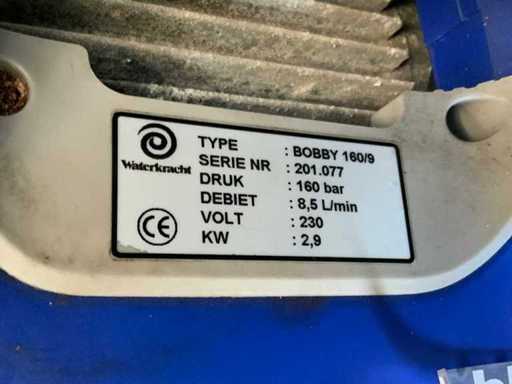 Waterkracht
TYPE : BOBBY 160/9
SERIE NR : 201.077
DRUK : 160 bar
DEBIET : 8,5 L/min
VOLT : 230
KW : 2,9
CE